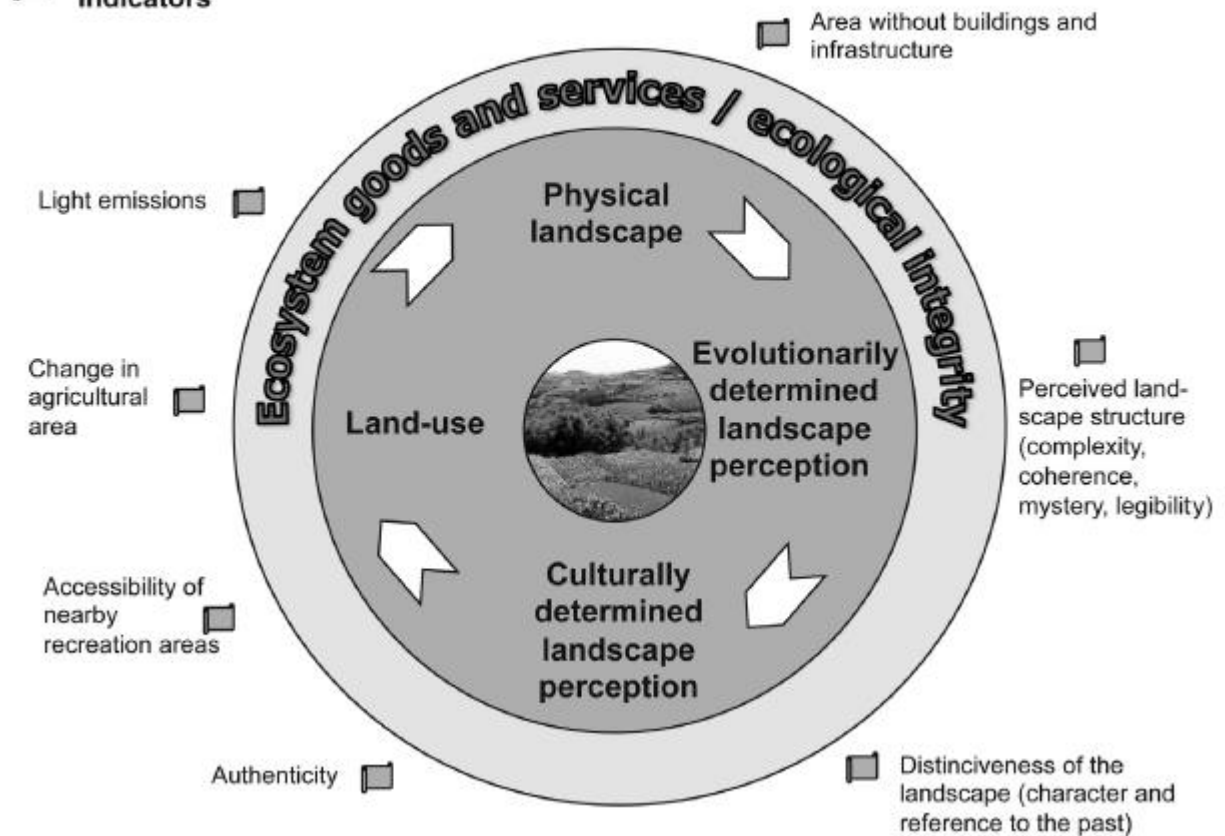 Indicators
Area without buildings and
infrastructure
Ecosystem goods and services / ecological integrity
Light emissions
Physical
landscape
Change in
agricultural
area
Land-use
Evolutionarily
determined
landscape
perception
Perceived land-
scape structure
(complexity,
coherence,
mystery, legibility)
Accessibility of
nearby
recreation areas
Culturally
determined
landscape
perception
Authenticity
Distinciveness of the
landscape (character and
reference to the past)